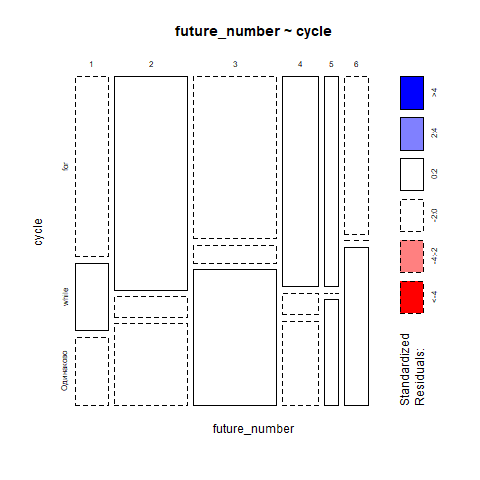 future_number ~ cycle
1 2 3 4 5 6
for
while
Одинаково
cycle
future_number
>4
2:4
0:2
-2:0
-4:-2
<-4
Standardized
Residuals: